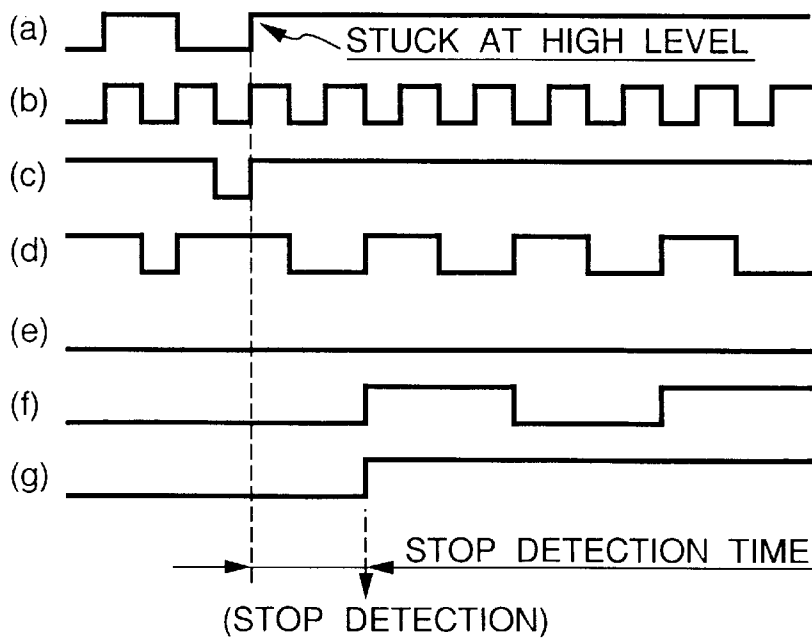 (a)
STUCK AT HIGH LEVEL
(b)
(c)
(d)
(e)
(f)
(g)
STOP DETECTION TIME
(STOP DETECTION)